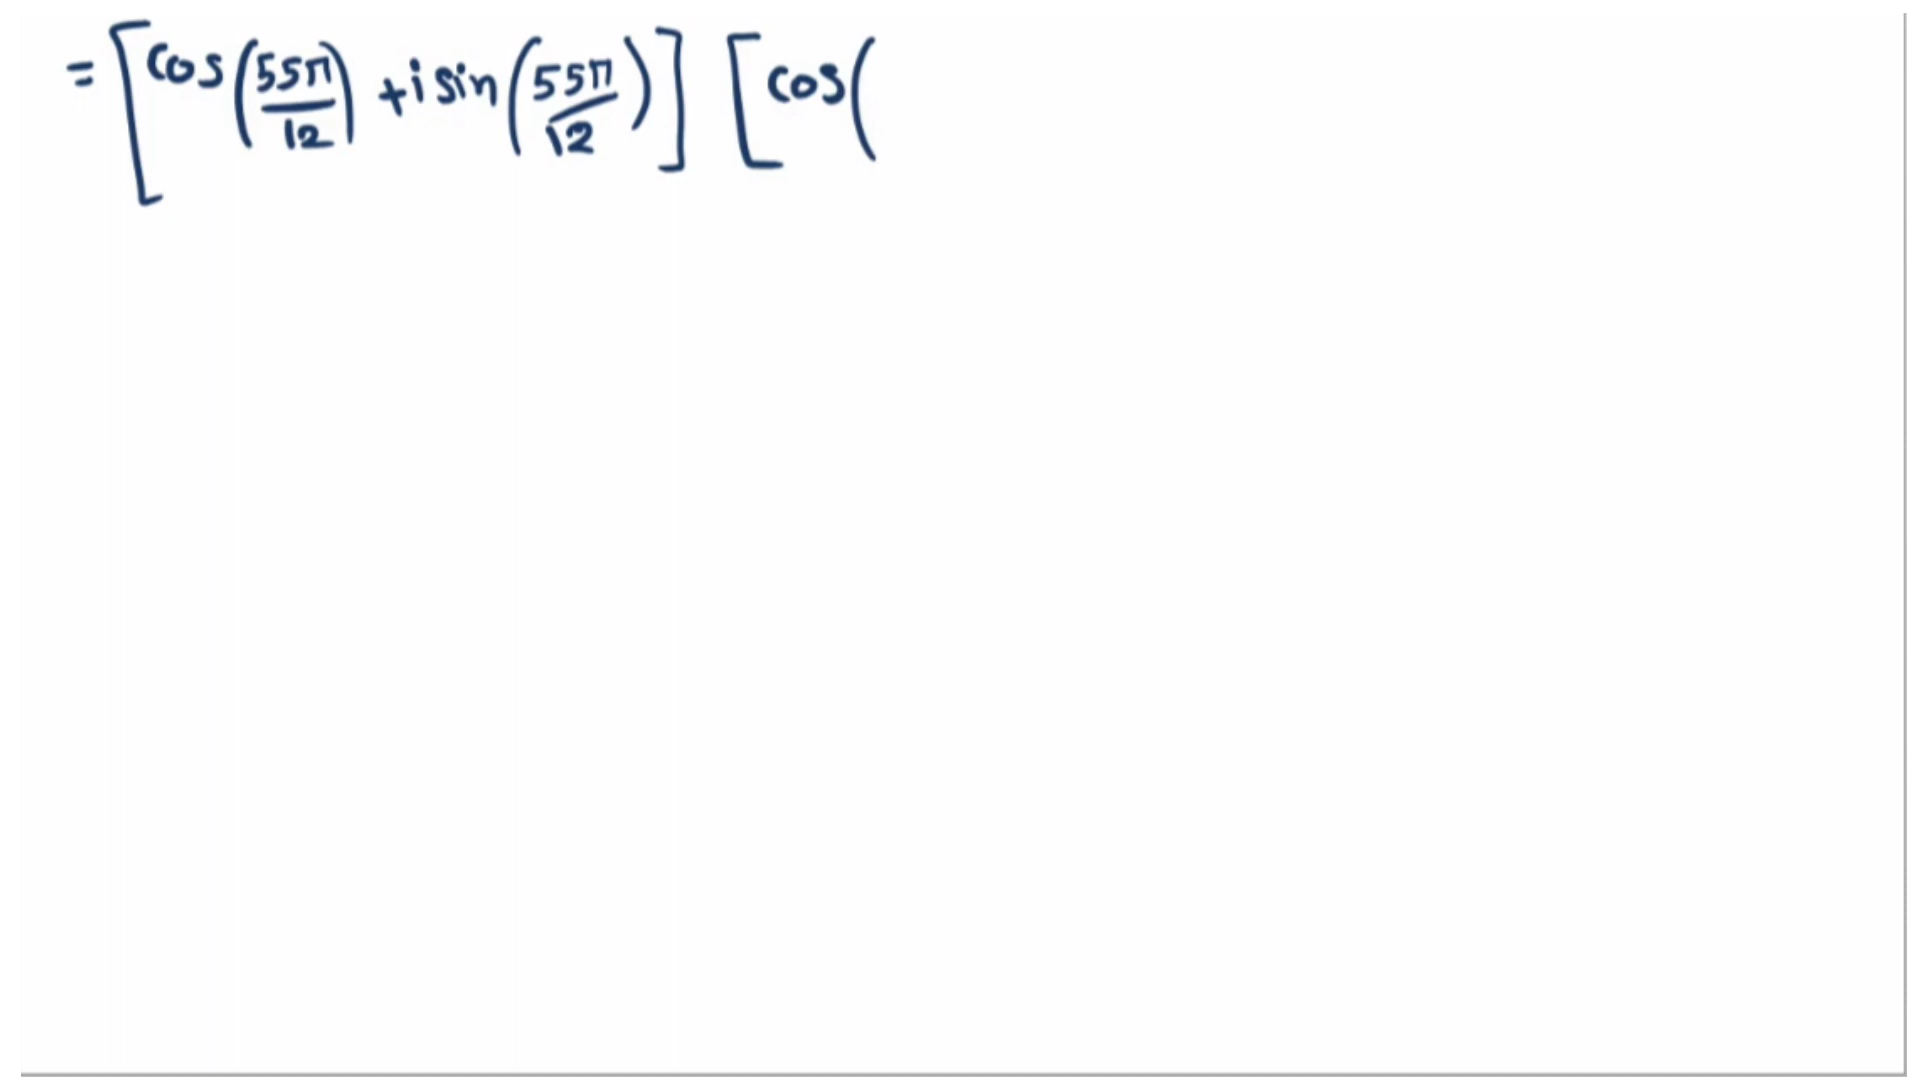 = [cos(55π/12) + i sin(55π/12)] [cos(